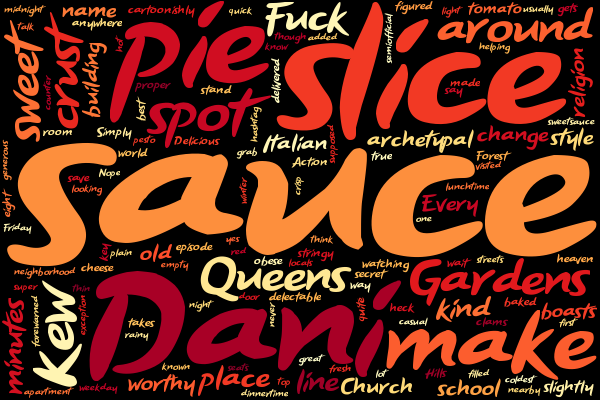 midnight
name
cartoonishly
quick
Fuck
figured
light
tomato
usually
gets
talk
anywhere
hot
Pie
though
added
know
semiofficial
slice
around
helping
religion
sweet
counter
crust
building
proper
stand
delivered
made
say
best
spot
hashtag
room
Simply
pesto
Delicious
Italian
supposed
archetypal
change
style
sweetsauce
generous
world
Nope
grab
Action
true
Forest
visited
sauce
save
looking
winter
crisp
lunchtime
Every
one
eight
Friday
key
plain
old
episode
yes
red
think
stringy
obese
locals
watching
secret
way
wait
streets
heaven
neighborhood
cheese
empty
Queens
Gardens
super
Thin
exception
forewarned
Kew
Dani
door
delectable
night
never
quite
heck
kind
baked
boasts
first
minutes
takes
rainy
casual
clams
make
known
great
fresh
seats
lot
Hills
filled
coldest
apartment
weekday
worthy
place
top
dinnertime
line
Church
school
nearby
slightly